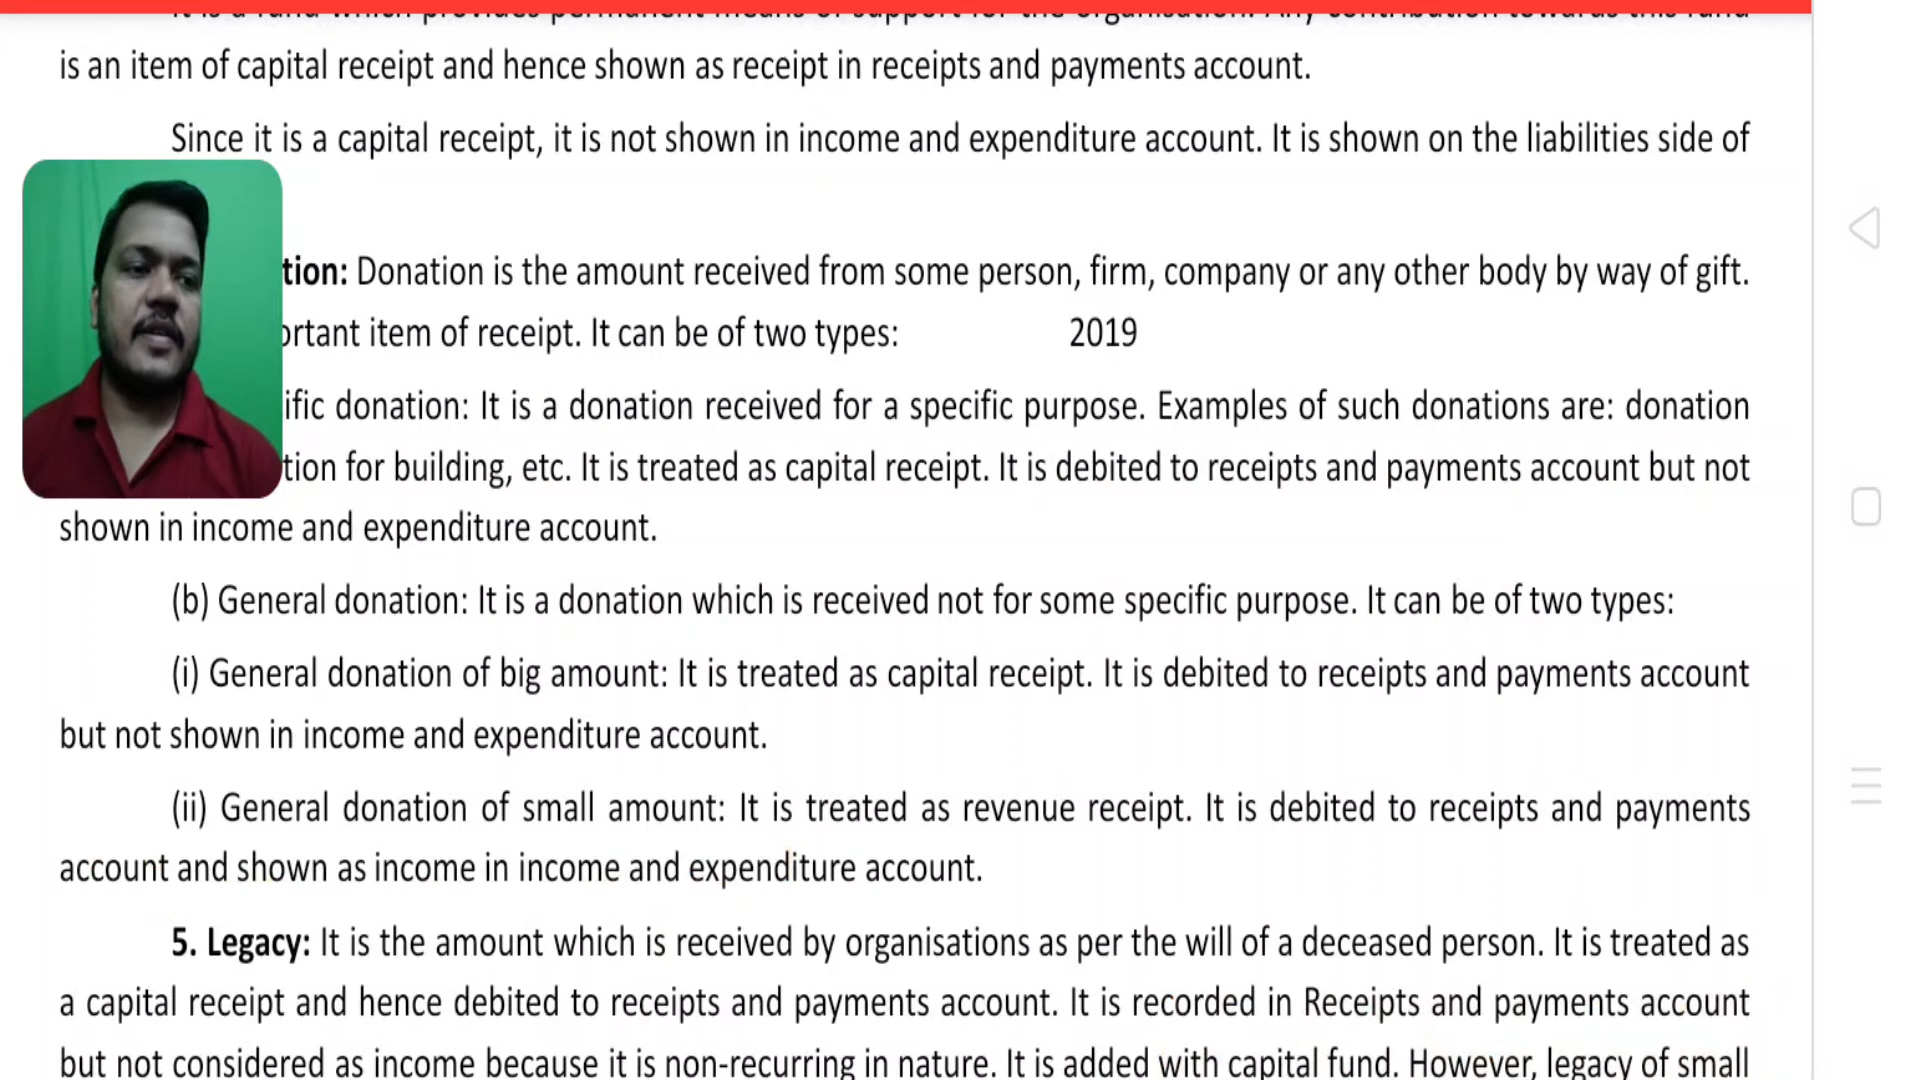 is an item of capital receipt and hence shown as receipt in receipts and payments account.
Since it is a capital receipt, it is not shown in income and expenditure account. It is shown on the liabilities side of
tion: Donation is the amount received from some person, firm, company or any other body by way of gift.
ortant item of receipt. It can be of two types: 2019
ific donation: It is a donation received for a specific purpose. Examples of such donations are: donation
tion for building, etc. It is treated as capital receipt. It is debited to receipts and payments account but not
shown in income and expenditure account.
(b) General donation: It is a donation which is received not for some specific purpose. It can be of two types:
(i) General donation of big amount: It is treated as capital receipt. It is debited to receipts and payments account
but not shown in income and expenditure account.
(ii) General donation of small amount: It is treated as revenue receipt. It is debited to receipts and payments
account and shown as income in income and expenditure account.
5. Legacy: It is the amount which is received by organisations as per the will of a deceased person. It is treated as
a capital receipt and hence debited to receipts and payments account. It is recorded in Receipts and payments account
but not considered as income because it is non-recurring in nature. It is added with capital fund. However, legacy of small